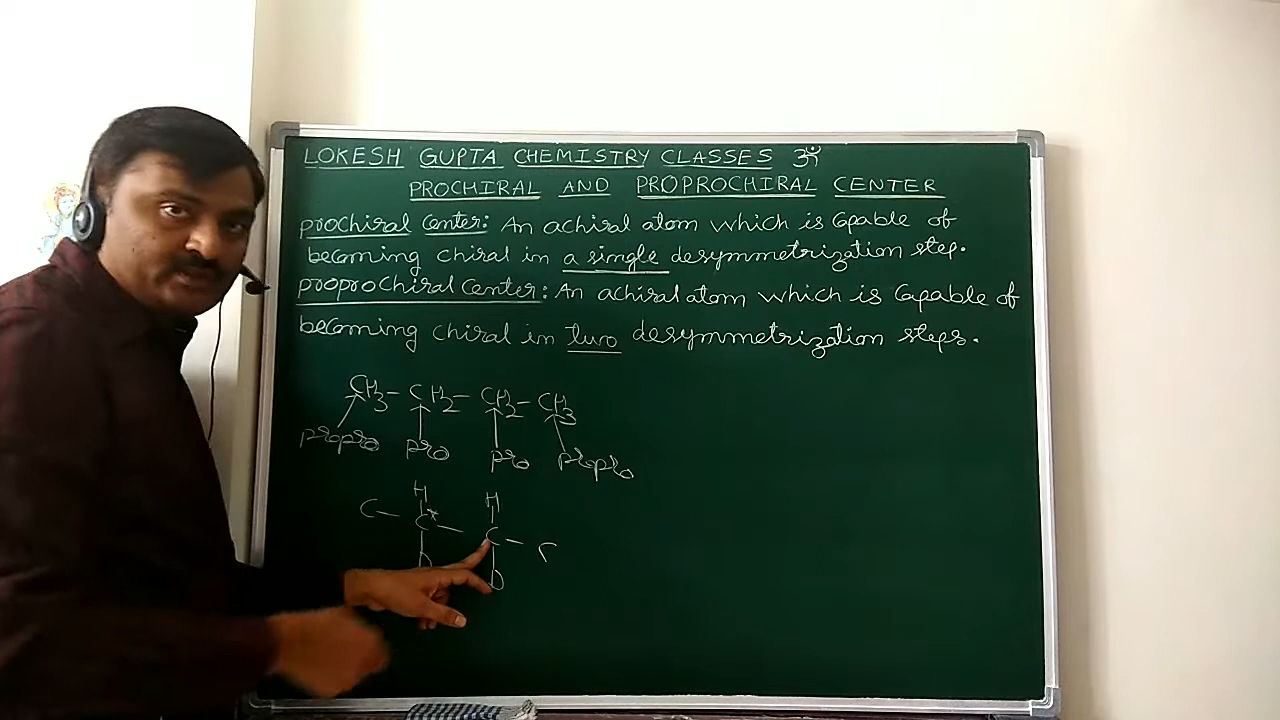 LOKESH GUPTA CHEMISTRY CLASSES ॐ
PROCHIRAL AND PROPROCHIRAL CENTER
prochiral center: An achiral atom which is capable of
becoming chiral in a single desymmetrization step.
proprochiral center: An achiral atom which is capable of
becoming chiral in two desymmetrization steps.
CH3 - CH2 - CH2 - CH3
propro pro pro propro
H H
C - C* - C -
D D